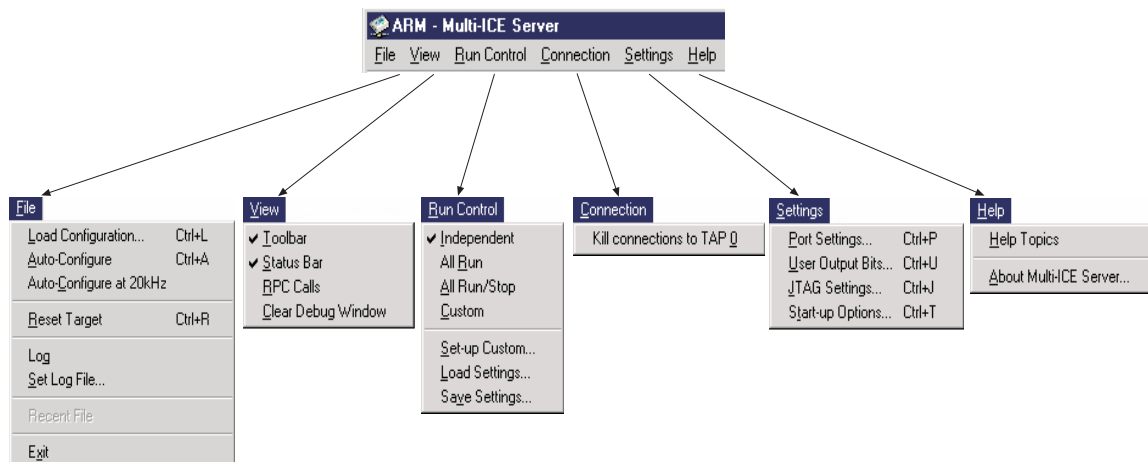 ARM - Multi-ICE Server
File View Run Control Connection Settings Help
File
Load Configuration... Ctrl+L
Auto-Configure Ctrl+A
Auto-Configure at 20kHz
Reset Target Ctrl+R
Log
Set Log File...
Recent File
Exit
View
Toolbar
Status Bar
RPC Calls
Clear Debug Window
Run Control
Independent
All Run
All Run/Stop
Custom
Set-up Custom...
Load Settings...
Save Settings...
Connection
Kill connections to TAP 0
Settings
Port Settings... Ctrl+P
User Output Bits... Ctrl+U
JTAG Settings... Ctrl+J
Start-up Options... Ctrl+T
Help
Help Topics
About Multi-ICE Server...